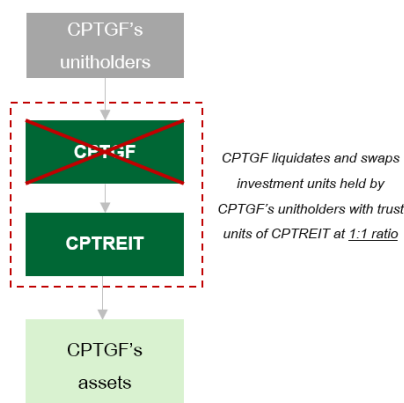 CPTGF's
unitholders
CPTGF
CPTGF liquidates and swaps
investment units held by
CPTGF's unitholders with trust
units of CPTREIT at 1:1 ratio
CPTREIT
CPTGF's
assets